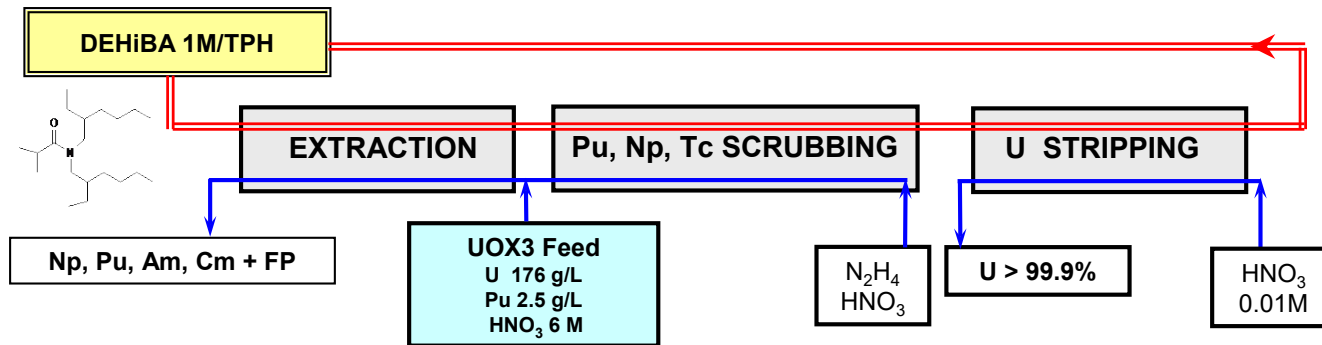 DEHiBA 1M/TPH
O
N
EXTRACTION
Pu, Np, Tc SCRUBBING
U STRIPPING
Np, Pu, Am, Cm + FP
UOX3 Feed
U 176 g/L
Pu 2.5 g/L
HNO₃ 6 M
N₂H₄
HNO₃
U > 99.9%
HNO₃
0.01M